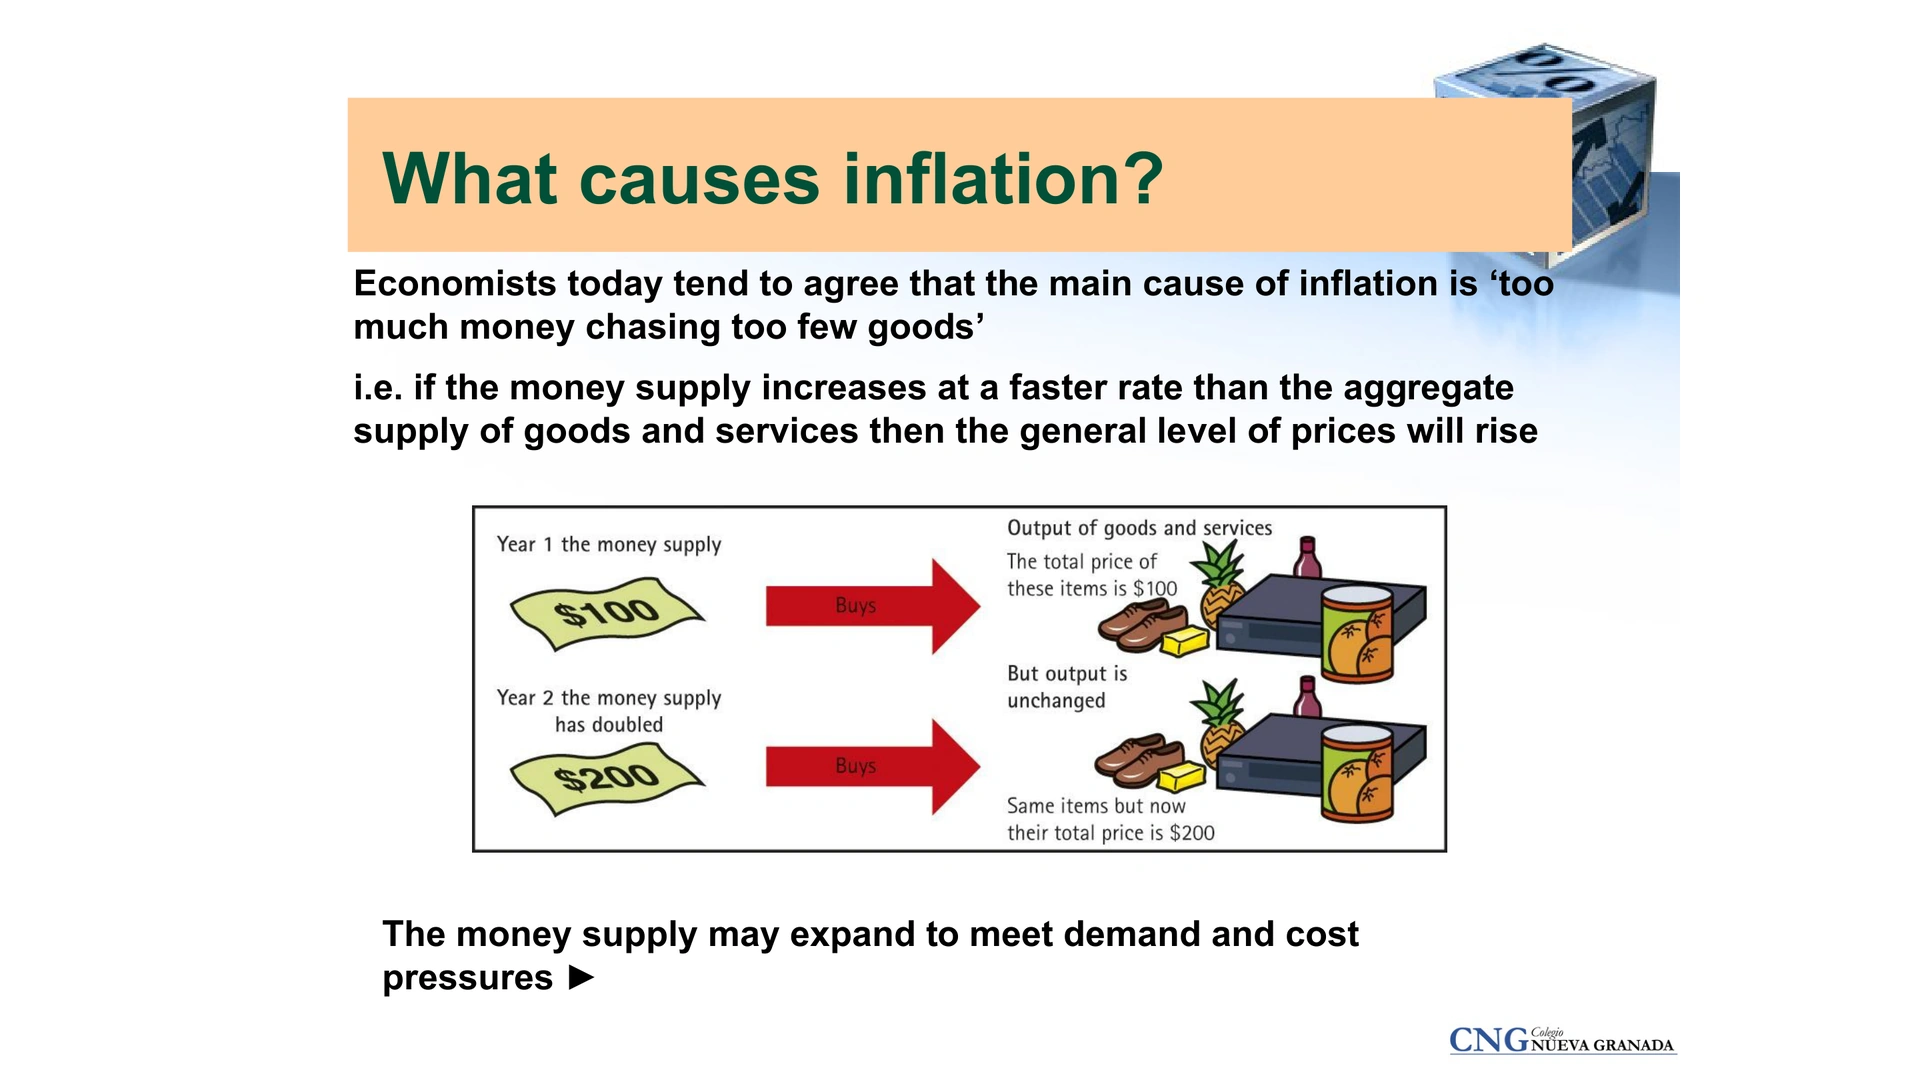 %
What causes inflation?
Economists today tend to agree that the main cause of inflation is ‘too
much money chasing too few goods’
i.e. if the money supply increases at a faster rate than the aggregate
supply of goods and services then the general level of prices will rise
Year 1 the money supply
$100
Buys
Output of goods and services
The total price of
these items is $100
Year 2 the money supply
has doubled
$200
Buys
But output is
unchanged
Same items but now
their total price is $200
The money supply may expand to meet demand and cost
pressures ►
CNG Colegio
NUEVA GRANADA